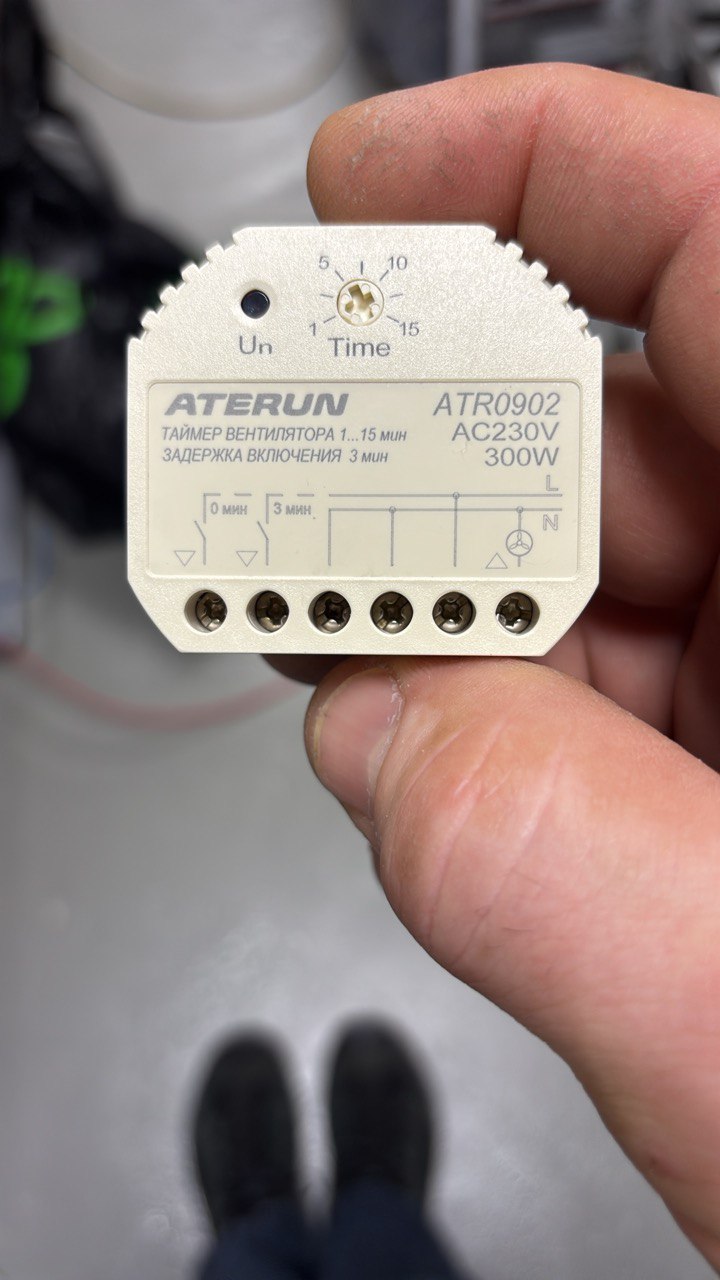 5 10
1 15
Un Time
ATERUN ATR0902
ТАЙМЕР ВЕНТИЛЯТОРА 1...15 мин AC230V
ЗАДЕРЖКА ВКЛЮЧЕНИЯ 3 мин 300W
L
0 мин 3 мин N